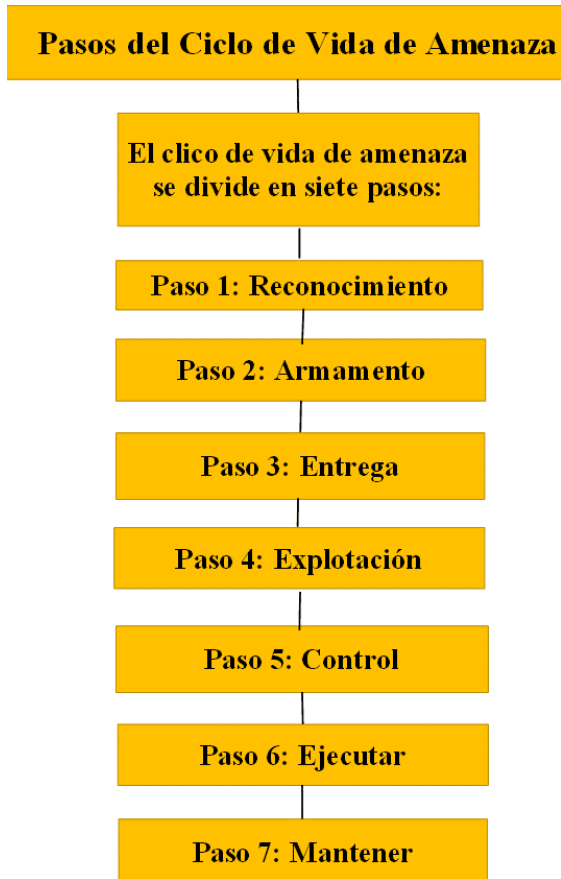 Pasos del Ciclo de Vida de Amenaza
El clico de vida de amenaza
se divide en siete pasos:
Paso 1: Reconocimiento
Paso 2: Armamento
Paso 3: Entrega
Paso 4: Explotación
Paso 5: Control
Paso 6: Ejecutar
Paso 7: Mantener